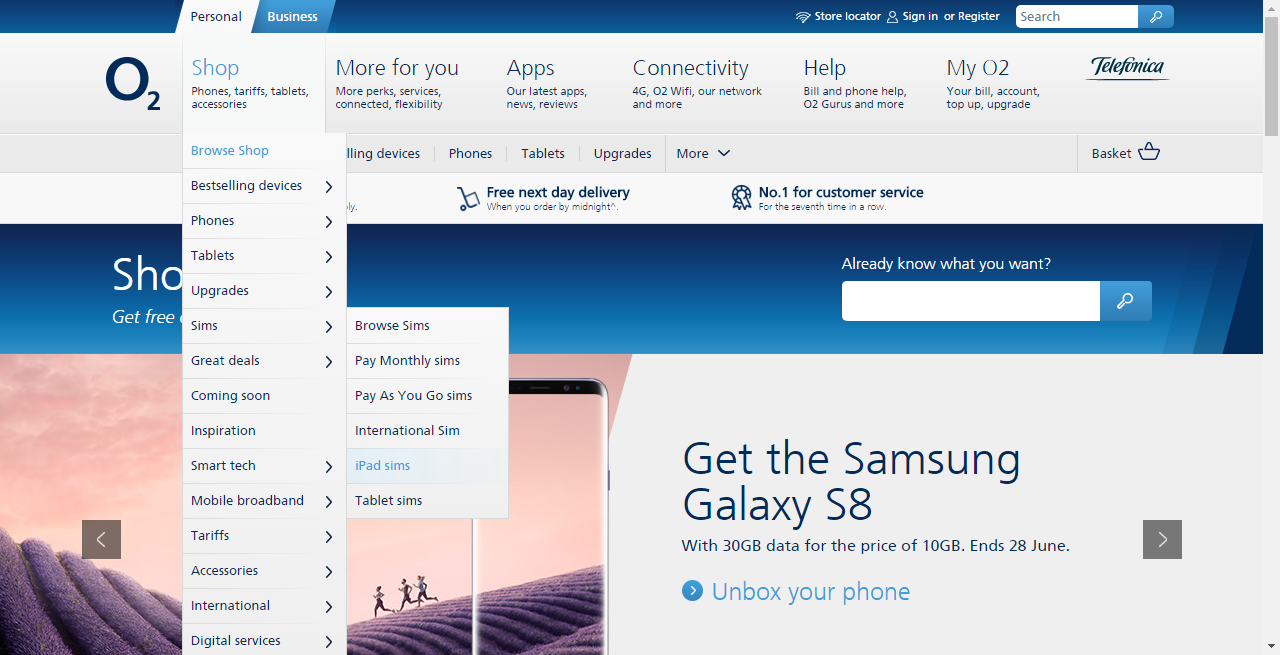 Personal
Business
Store locator
Sign in or Register
Search
O2
Shop
Phones, tariffs, tablets,
accessories
More for you
More perks, services,
connected, flexibility
Apps
Our latest apps,
news, reviews
Connectivity
4G, O2 Wifi, our network
and more
Help
Bill and phone help,
O2 Gurus and more
My O2
Your bill, account,
top up, upgrade
Telefónica
Browse Shop
lling devices
Phones
Tablets
Upgrades
More
Basket
Bestselling devices
Phones
Tablets
Upgrades
Sims
Great deals
Coming soon
Inspiration
Smart tech
Mobile broadband
Tariffs
Accessories
International
Digital services
Browse Sims
Pay Monthly sims
Pay As You Go sims
International Sim
iPad sims
Tablet sims
ly.
Free next day delivery
When you order by midnight^.
No.1 for customer service
For the seventh time in a row.
Sho
Get free
Already know what you want?
Get the Samsung
Galaxy S8
With 30GB data for the price of 10GB. Ends 28 June.
Unbox your phone